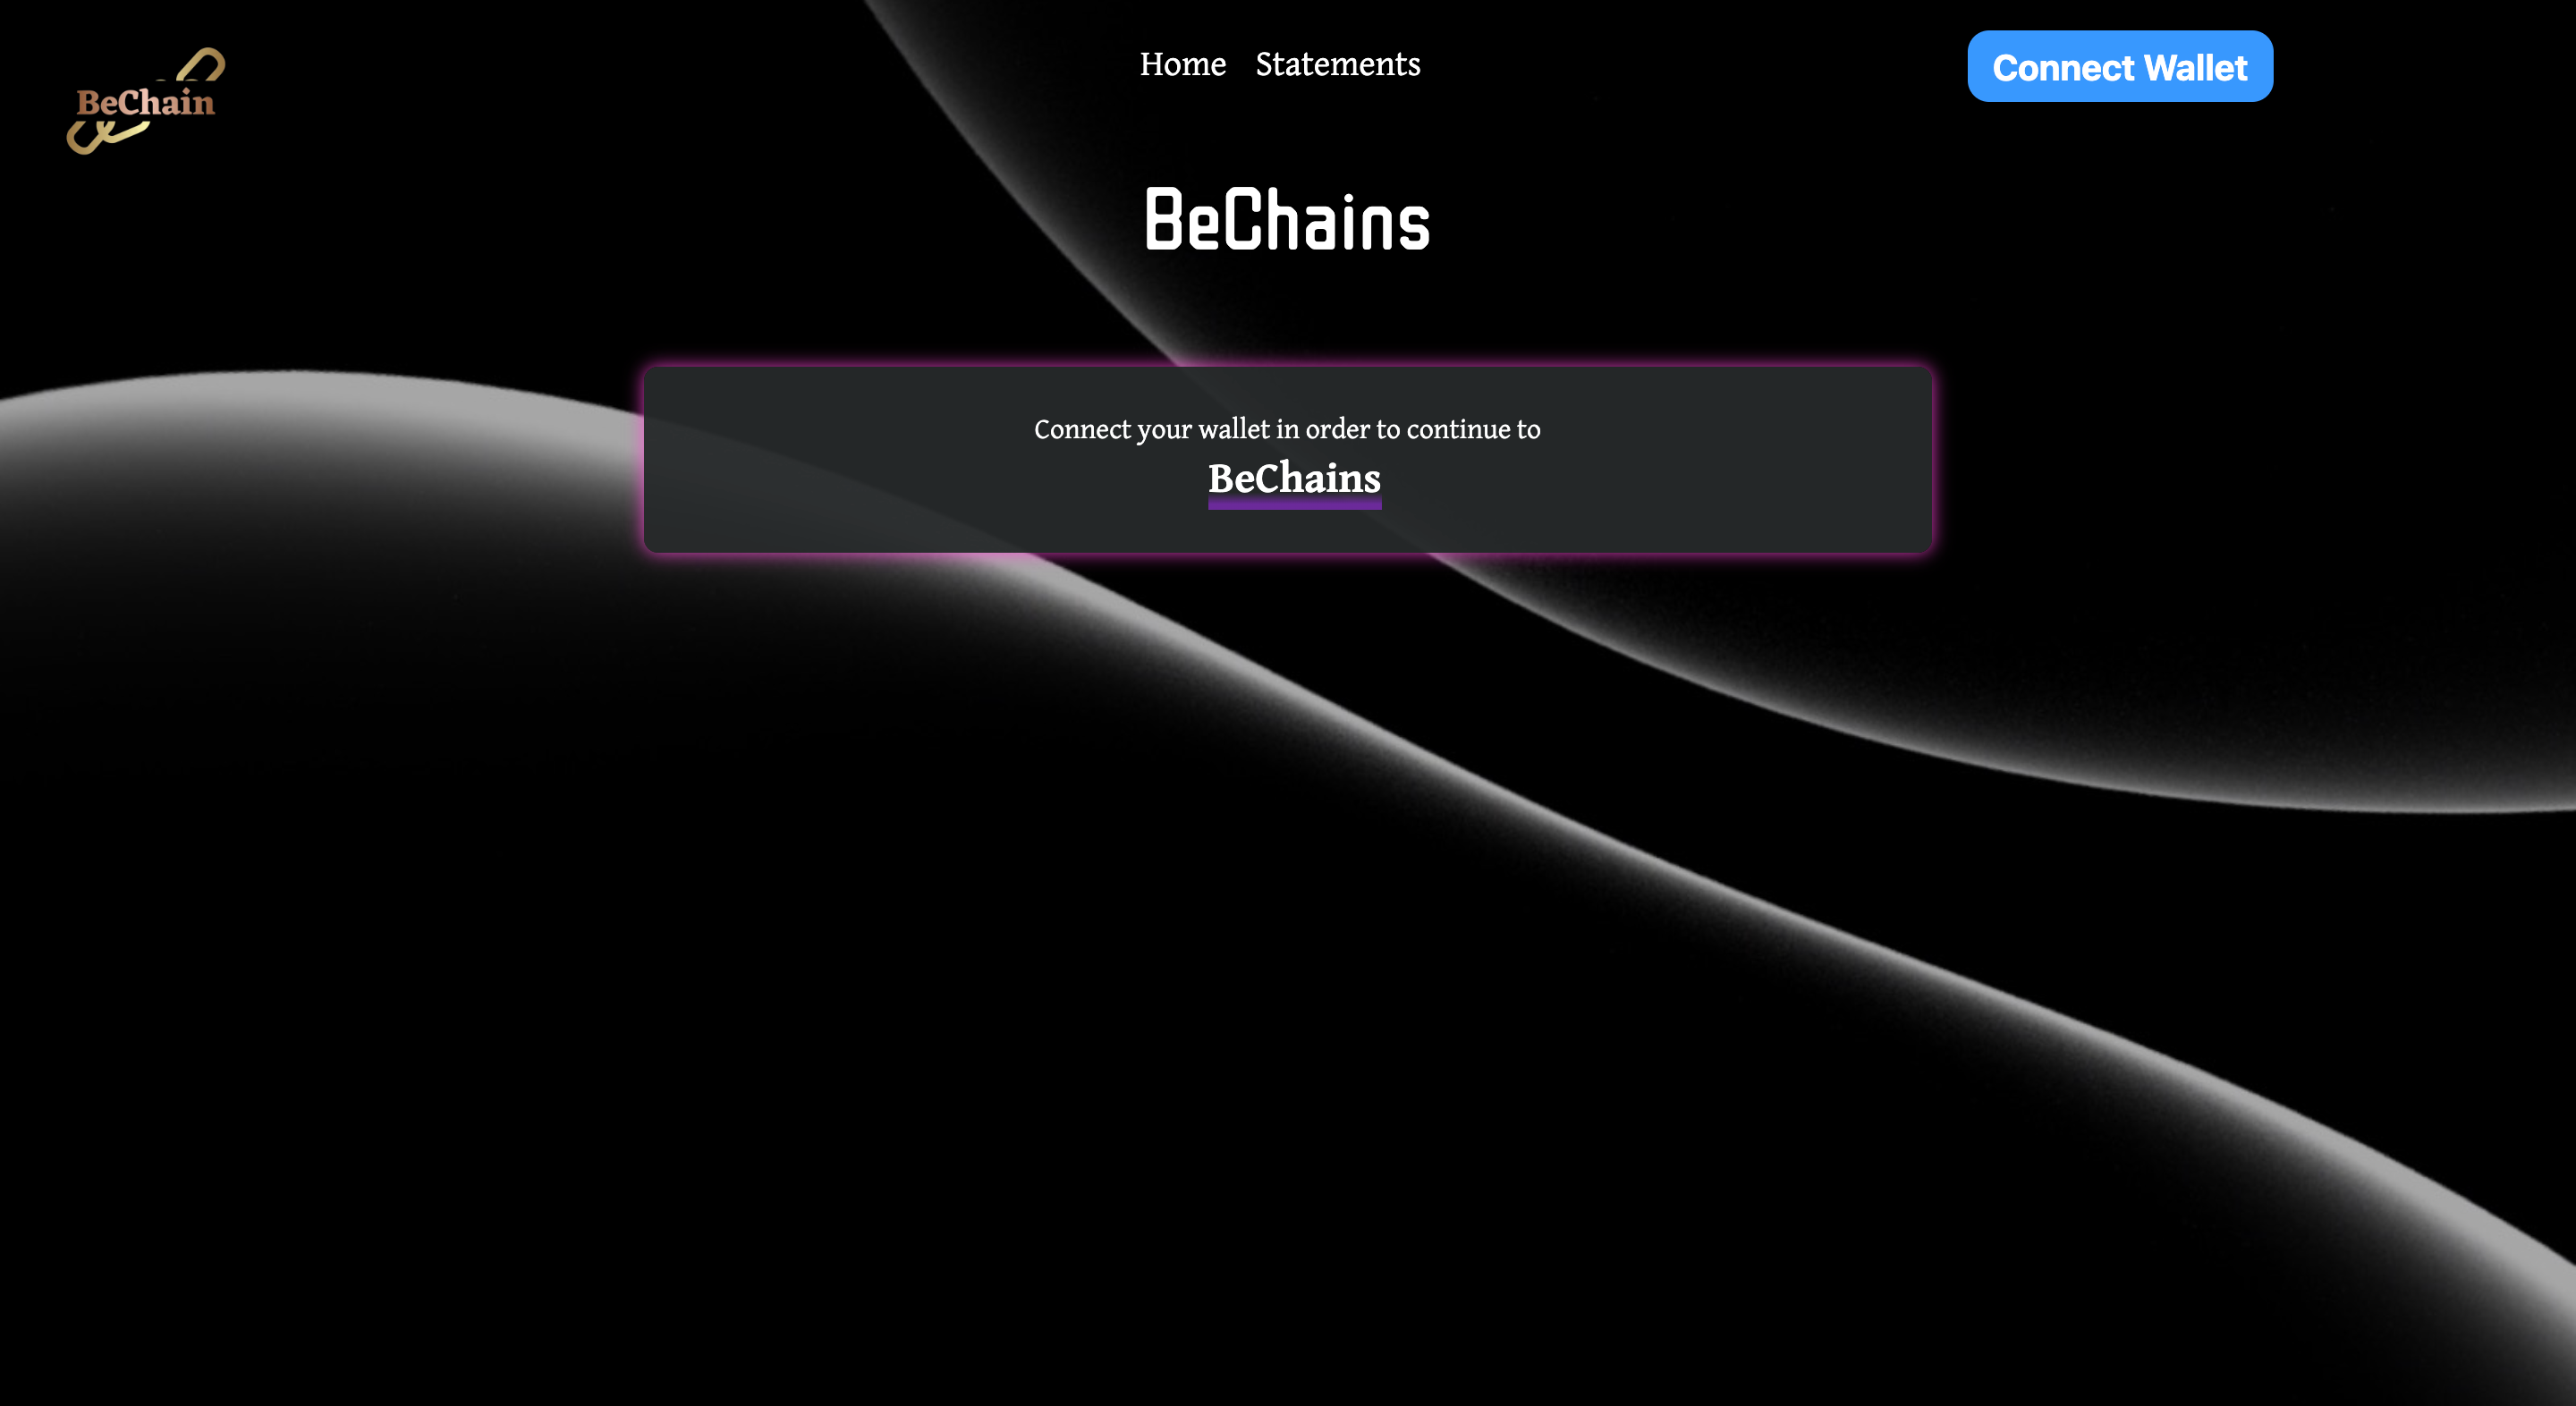 BeChain
Home Statements
Connect Wallet
BeChains
Connect your wallet in order to continue to
BeChains